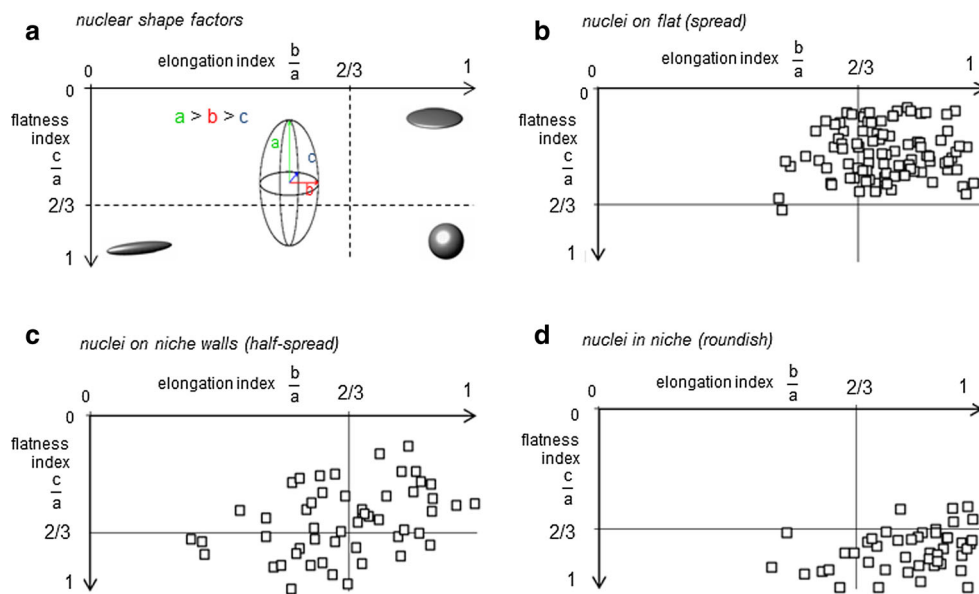 a
nuclear shape factors
elongation index b/a
0
2/3
1
0
flatness
index
c/a
2/3
1
a > b > c
a
c
b
b
nuclei on flat (spread)
elongation index b/a
0
2/3
1
0
flatness
index
c/a
2/3
1
c
nuclei on niche walls (half-spread)
elongation index b/a
0
2/3
1
0
flatness
index
c/a
2/3
1
d
nuclei in niche (roundish)
elongation index b/a
0
2/3
1
0
flatness
index
c/a
2/3
1